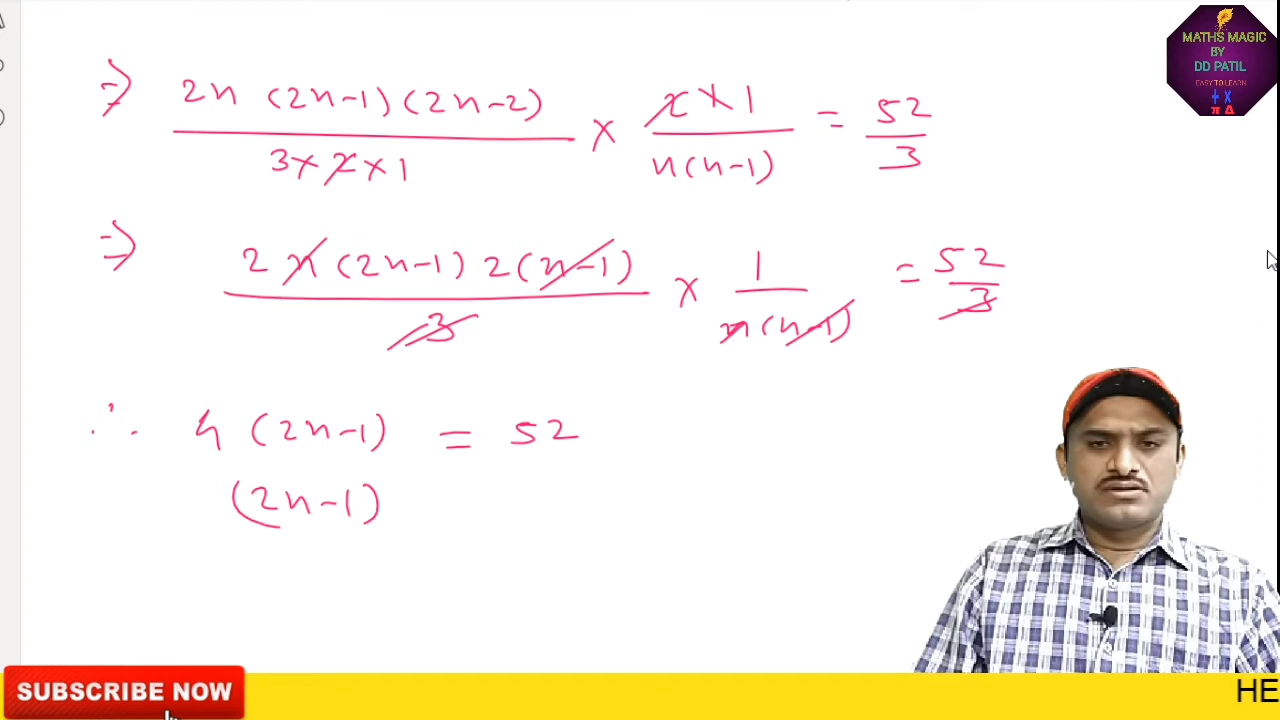 MATHS MAGIC
BY
DD PATIL
EASY TO LEARN
+ X
π Δ
⇒ 2n (2n-1)(2n-2) / 3×2×1 × 2×1 / n(n-1) = 52/3
⇒ 2n(2n-1)2(n-1) / 3 × 1 / n(n-1) = 52/3
∴ 4(2n-1) = 52
(2n-1)
SUBSCRIBE NOW
HE